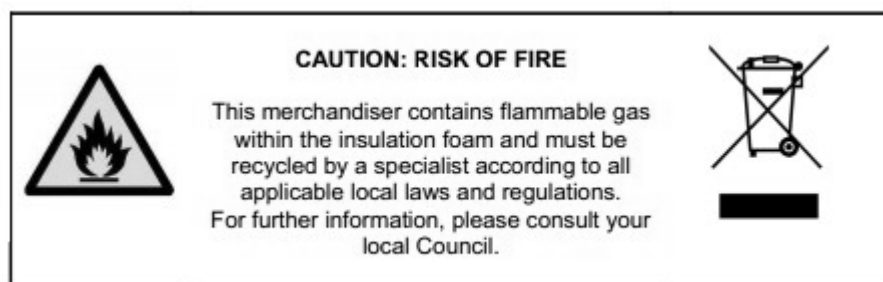 CAUTION: RISK OF FIRE
This merchandiser contains flammable gas
within the insulation foam and must be
recycled by a specialist according to all
applicable local laws and regulations.
For further information, please consult your
local Council.